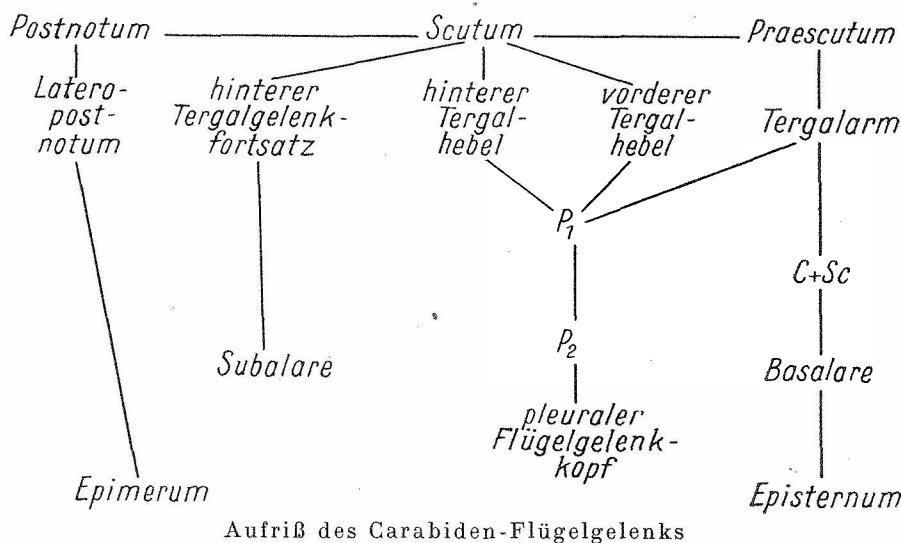 Postnotum
Scutum
Praescutum
Latero-
post-
notum
hinterer
Tergalgelenk-
fortsatz
hinterer
Tergal-
hebel
vorderer
Tergal-
hebel
Tergalarm
P1
C+Sc
P2
Subalare
Basalare
pleuraler
Flügelgelenk-
kopf
Epimerum
Episternum
Aufriß des Carabiden-Flügelgelenks